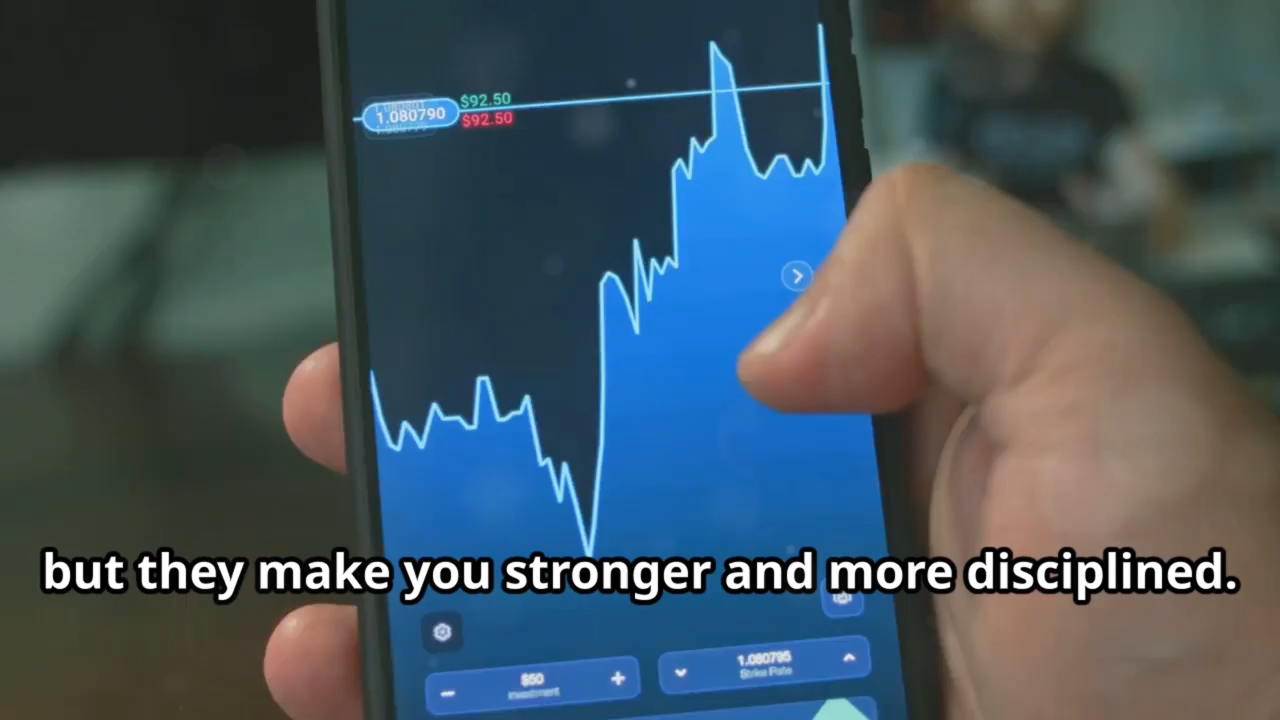 $92.50
1.080790
$92.50
but they make you stronger and more disciplined.
$50
investment
1.080795
Strike Rate